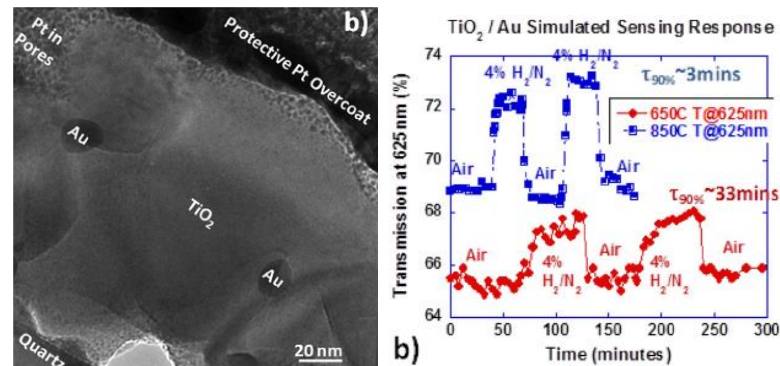 b)
Pt in
Pores
Protective Pt Overcoat
Au
TiO2
Au
Quartz
20 nm
TiO2 / Au Simulated Sensing Response
Transmission at 625nm (%)
74
72
70
68
66
64
4% H2/N2
4% H2/N2
τ90%~3mins
650C T@625nm
850C T@625nm
Air
Air
Air
τ90%~33mins
Air
Air
Air
4%
H2/N2
4%
H2/N2
0 50 100 150 200 250 300
b)
Time (minutes)